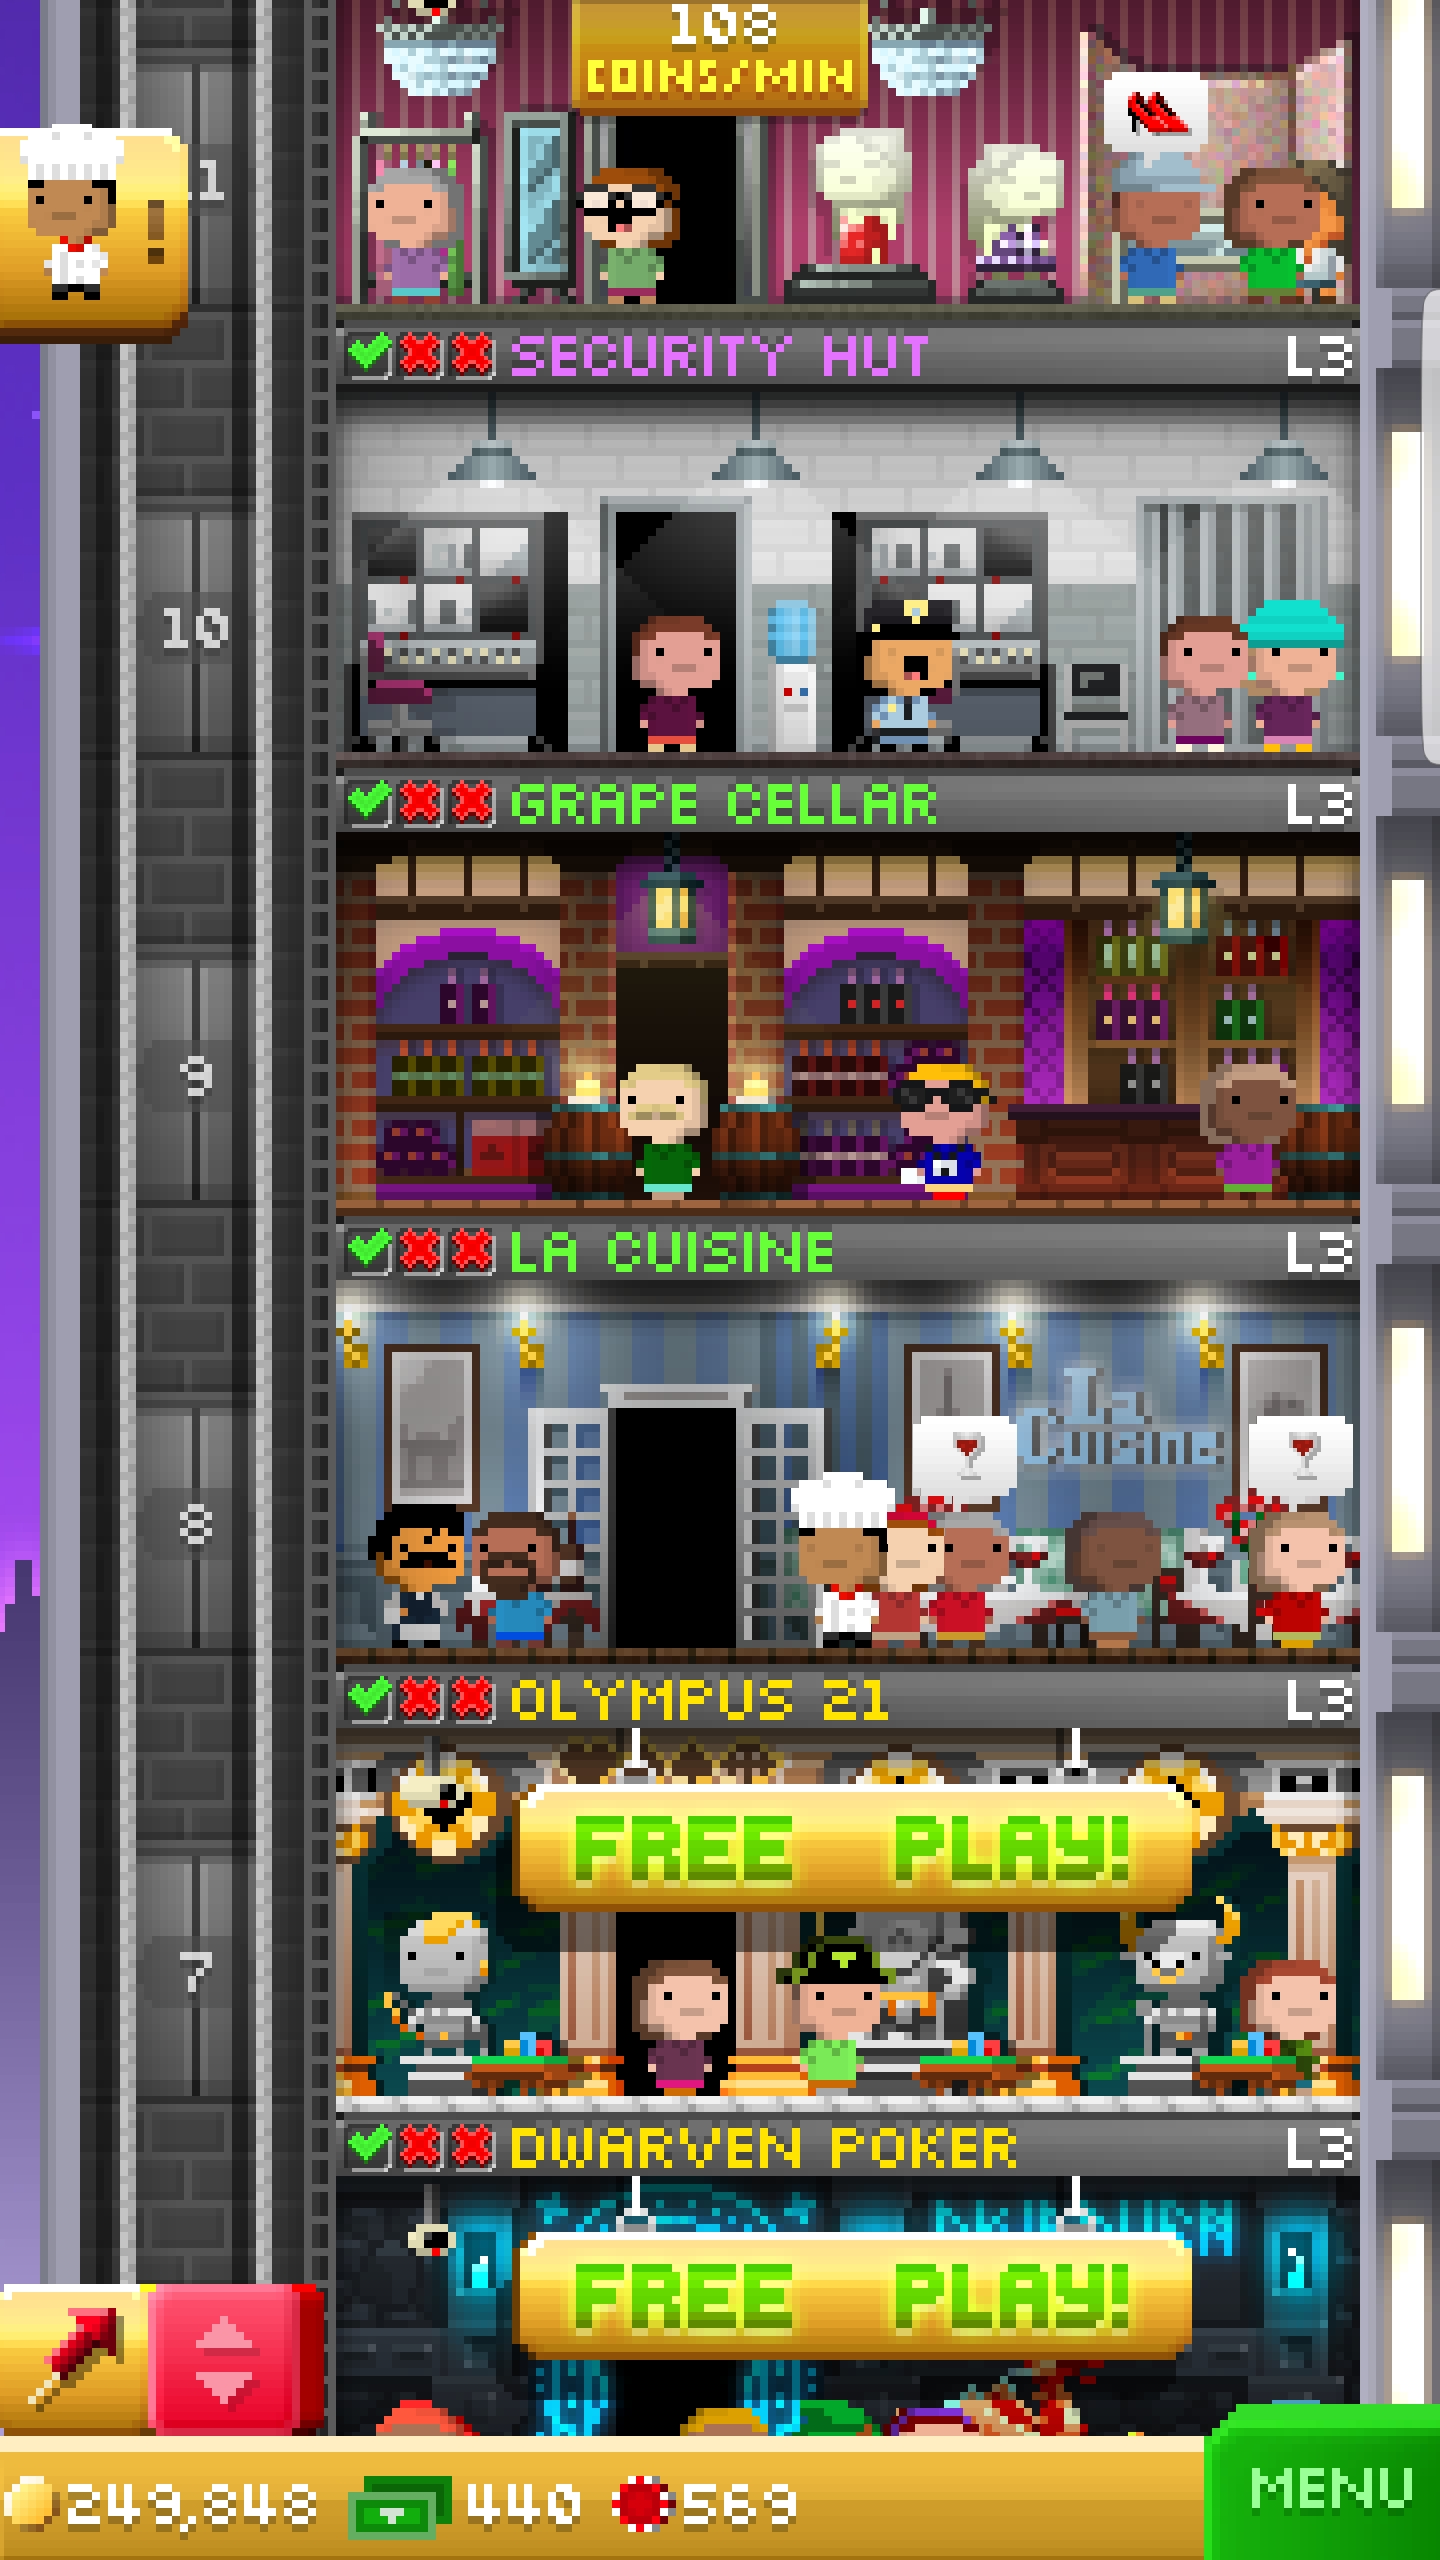 108
COINS/MIN
11
SECURITY HUT L3
10
GRAPE CELLAR L3
9
LA CUISINE L3
La
Cuisine
8
OLYMPUS 21 L3
FREE PLAY!
7
DWARVEN POKER L3
FREE PLAY!
249,848 440 569
MENU